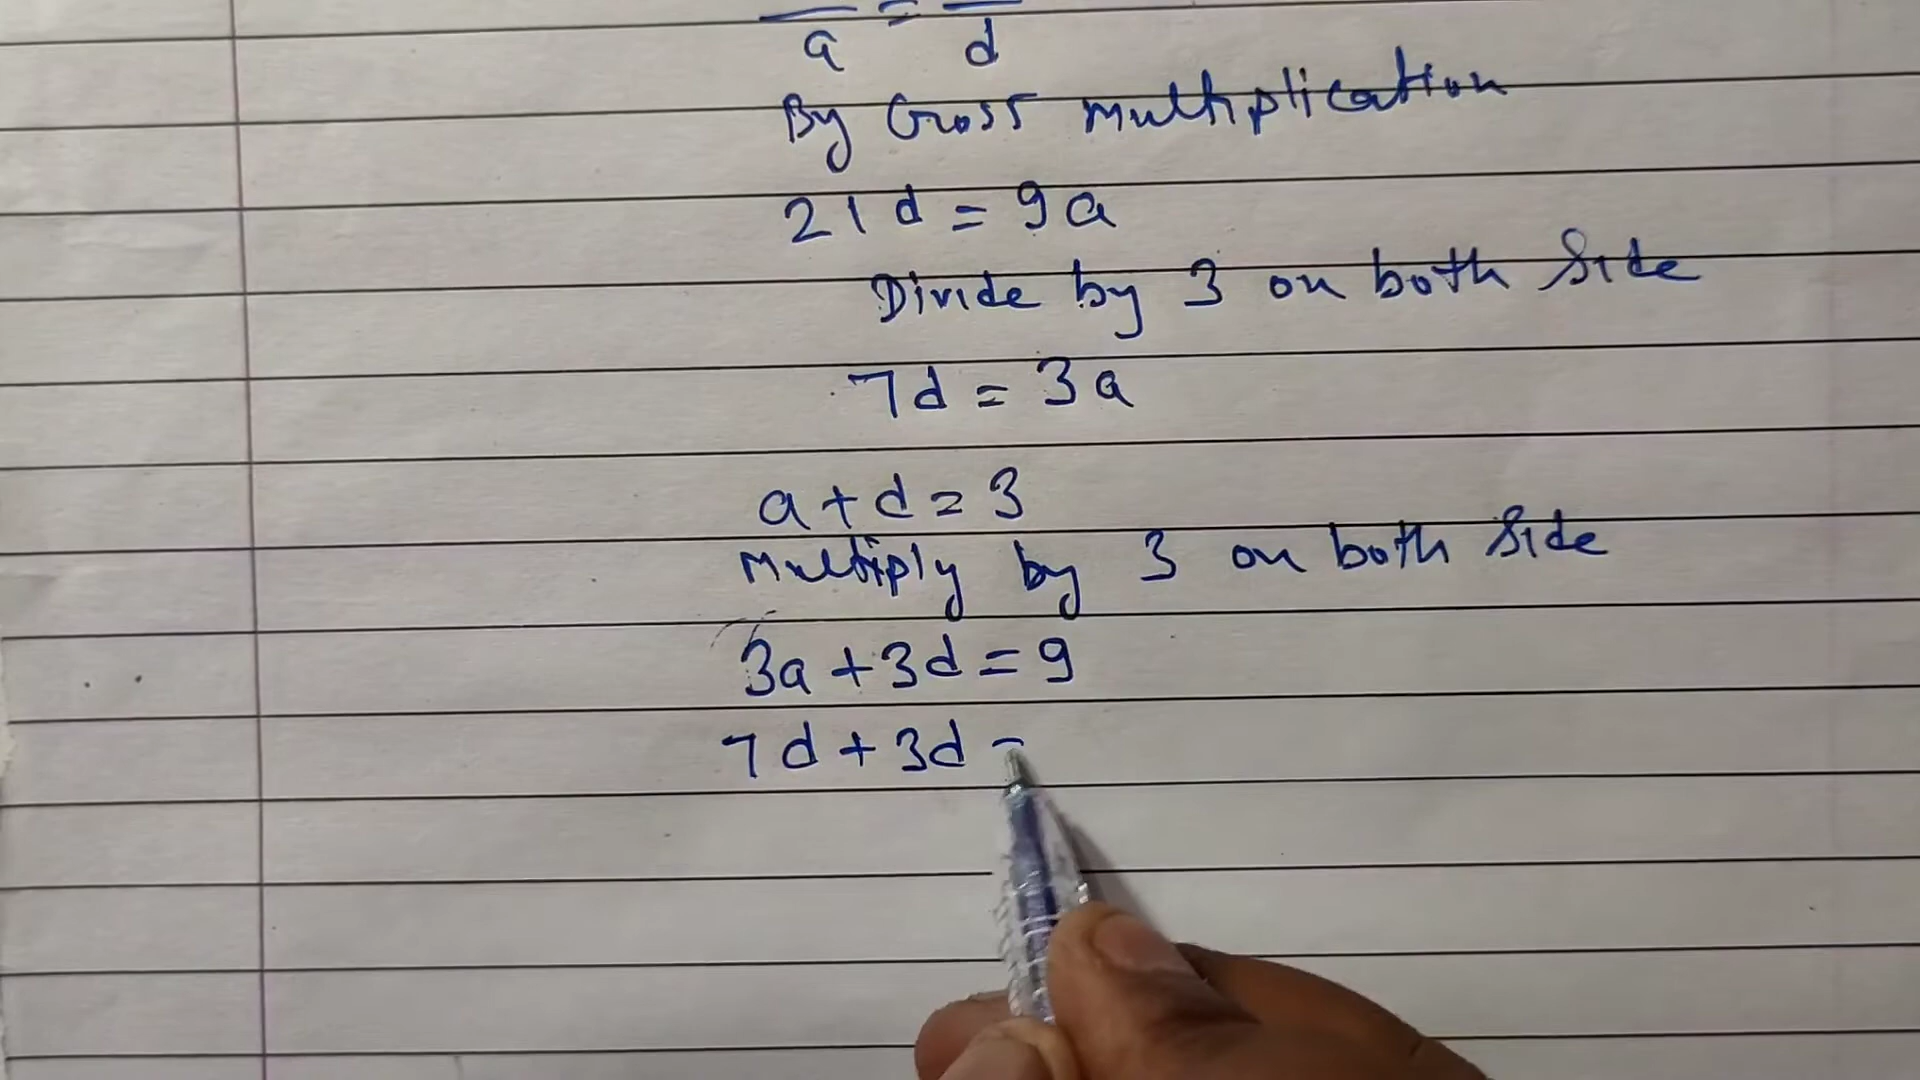 a = d
By Cross multiplication
21d = 9a
Divide by 3 on both side
7d = 3a
a + d = 3
Multiply by 3 on both side
3a + 3d = 9
7d + 3d =